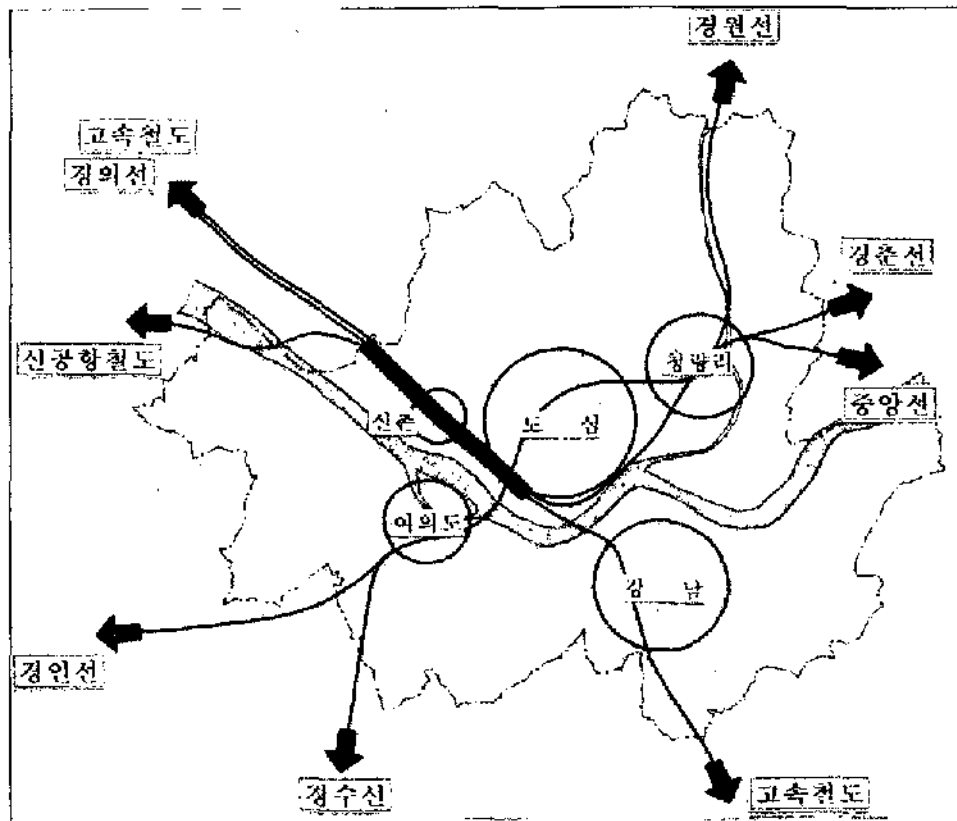 경원선
고속철도
경의선
경춘선
신공항철도
청량리
중앙선
신촌
도 심
여의도
강 남
경인선
경수선
고속철도